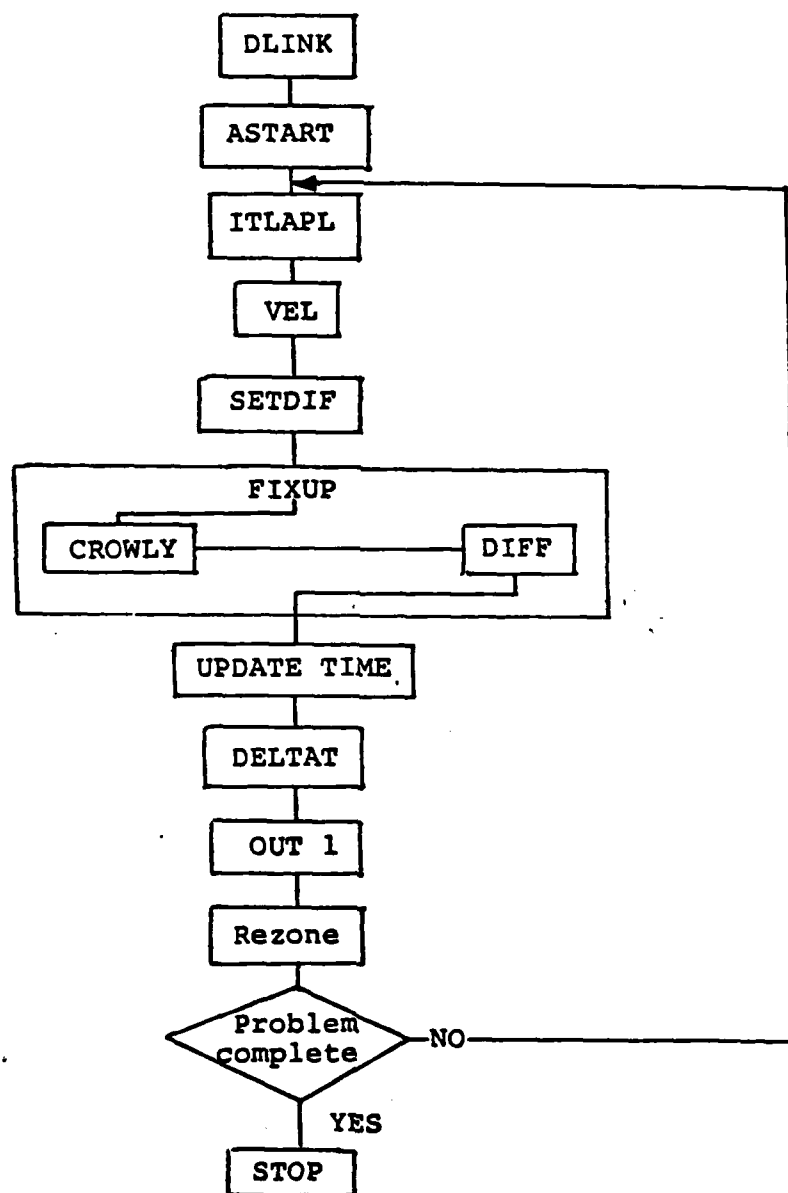 DLINK
ASTART
ITLAPL
VEL
SETDIF
FIXUP
CROWLY
DIFF
UPDATE TIME
DELTAT
OUT 1
Rezone
Problem
complete
NO
YES
STOP